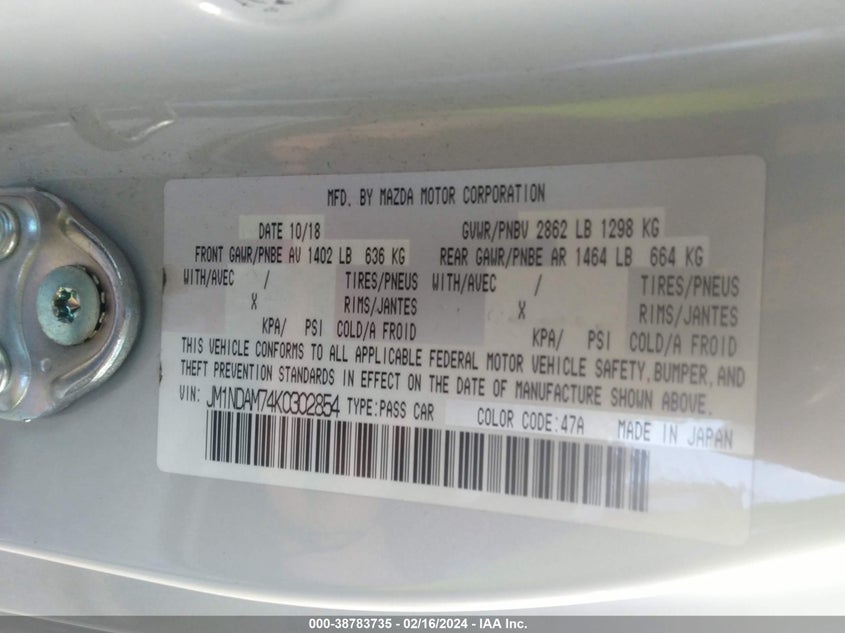 MFD. BY MAZDA MOTOR CORPORATION
DATE 10/18 GVWR/PNBV 2862 LB 1298 KG
FRONT GAWR/PNBE AV 1402 LB 636 KG REAR GAWR/PNBE AR 1464 LB 664 KG
WITH/AVEC / TIRES/PNEUS WITH/AVEC / TIRES/PNEUS
X RIMS/JANTES X RIMS/JANTES
KPA/ PSI COLD/A FROID KPA/ PSI COLD/A FROID
THIS VEHICLE CONFORMS TO ALL APPLICABLE FEDERAL MOTOR VEHICLE SAFETY,BUMPER,AND
THEFT PREVENTION STANDARDS IN EFFECT ON THE DATE OF MANUFACTURE SHOWN ABOVE.
VIN: JM1NDAM74K0302854 TYPE:PASS CAR COLOR CODE:47A MADE IN JAPAN
000-38783735 - 02/16/2024 - IAA Inc.